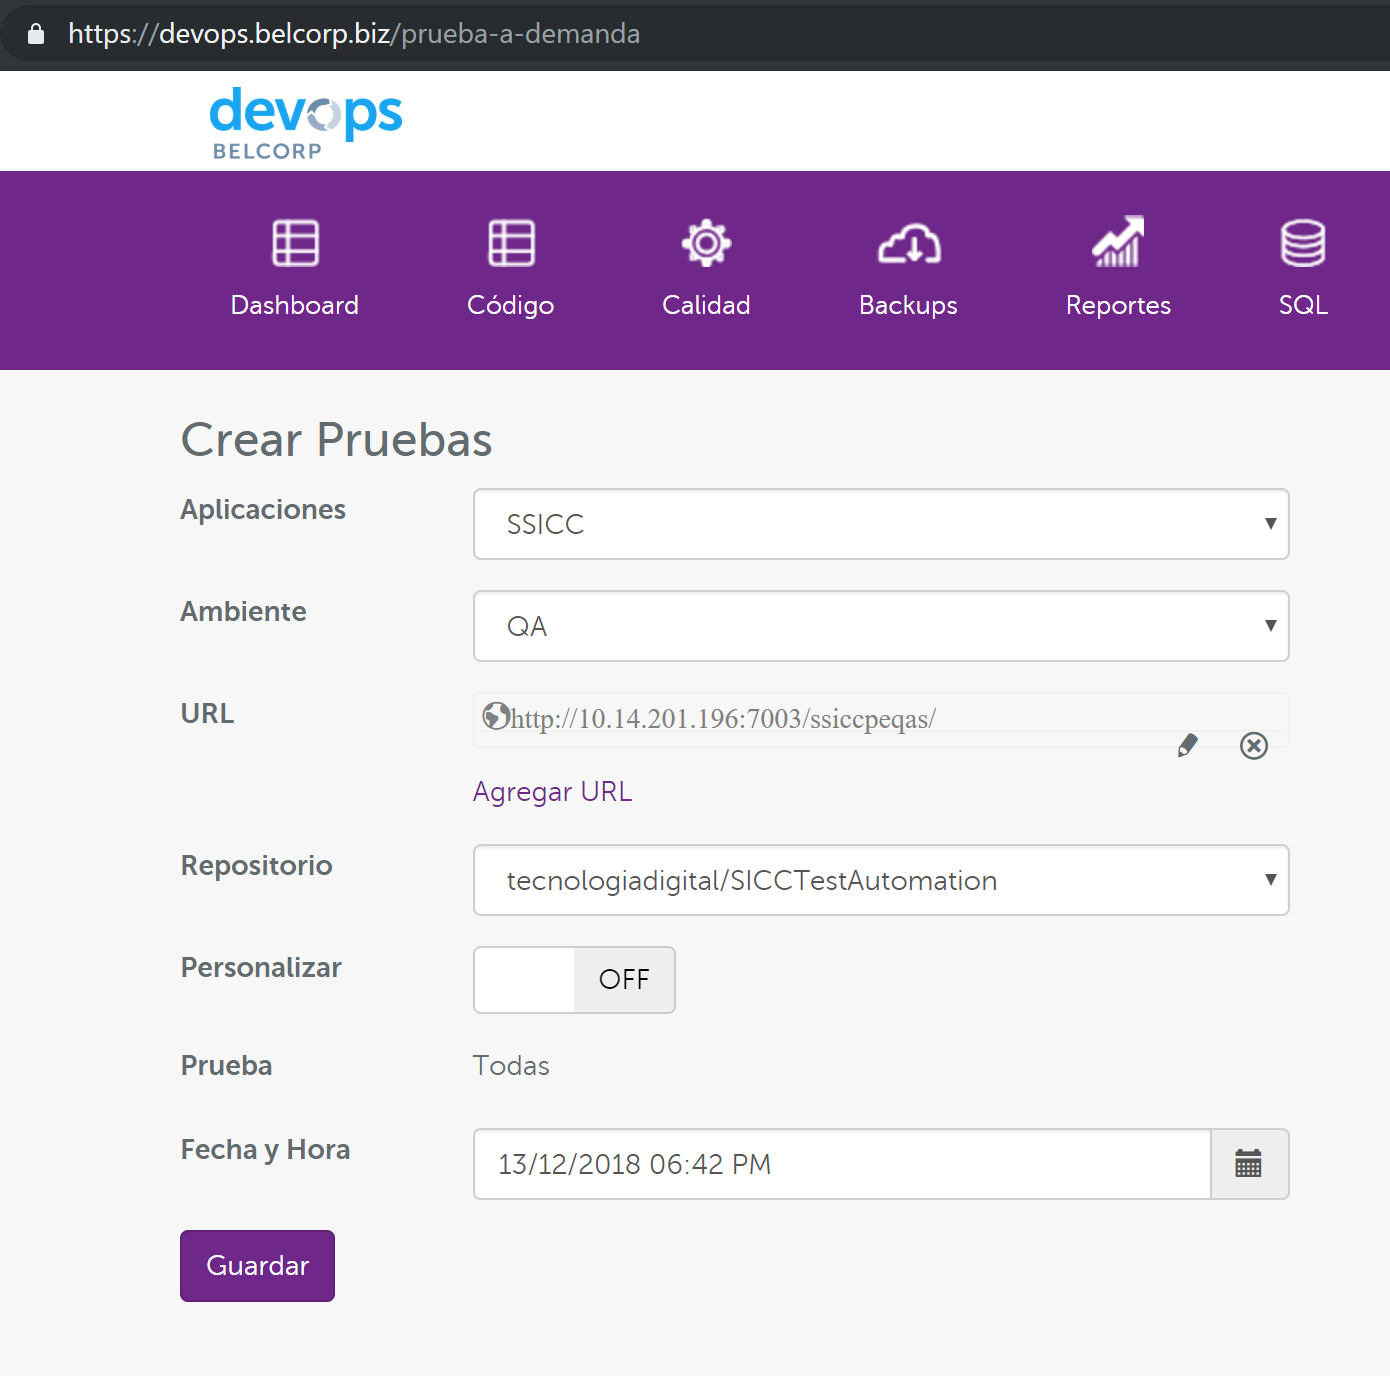 https://devops.belcorp.biz/prueba-a-demanda
devops
BELCORP
Dashboard Código Calidad Backups Reportes SQL
Crear Pruebas
Aplicaciones SSICC
Ambiente QA
URL http://10.14.201.196:7003/ssiccpeqas/
Agregar URL
Repositorio tecnologiadigital/SICCTestAutomation
Personalizar OFF
Prueba Todas
Fecha y Hora 13/12/2018 06:42 PM
Guardar